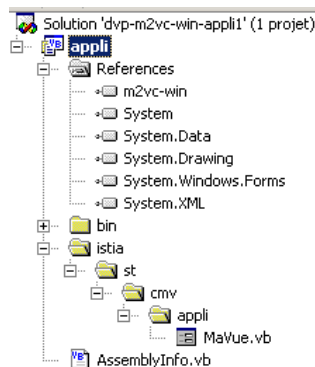 Solution 'dvp-m2vc-win-appli1' (1 projet)
appli
References
m2vc-win
System
System.Data
System.Drawing
System.Windows.Forms
System.XML
bin
istia
st
cmv
appli
MaVue.vb
AssemblyInfo.vb